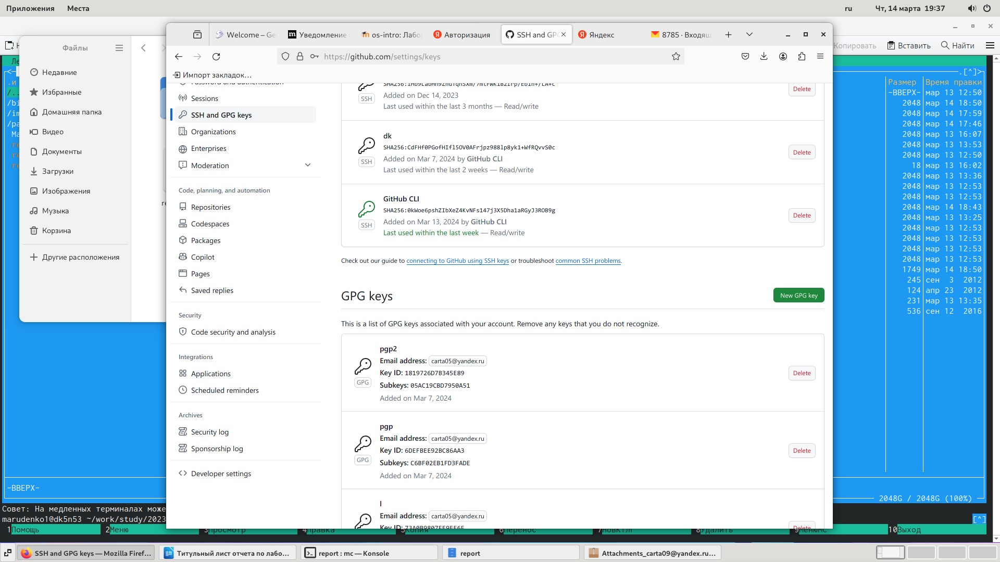 Приложения Места ru Чт, 14 марта 19:37
Welcome – Ge
Уведомление
os-intro: Лабо
Авторизация
SSH and GPG
Яндекс
8785 · Входящ
https://github.com/settings/keys
Импорт закладок…
Файлы
Недавние
Избранные
Домашняя папка
Видео
Документы
Загрузки
Изображения
Музыка
Корзина
Другие расположения
Password and authentication
Sessions
SSH and GPG keys
Organizations
Enterprises
Moderation
Code, planning, and automation
Repositories
Codespaces
Packages
Copilot
Pages
Saved replies
Security
Code security and analysis
Integrations
Applications
Scheduled reminders
Archives
Security log
Sponsorship log
Developer settings
SSH
Added on Dec 14, 2023
Last used within the last 3 months — Read/write
Delete
dk
SHA256:CdFHf0PGofHIfl5OV0AFrjpz988lp8yk1+WfRQvvS0c
SSH
Added on Mar 7, 2024 by GitHub CLI
Last used within the last 2 weeks — Read/write
Delete
GitHub CLI
SHA256:0kWoe6pshZIbXeZ4KvNFs147j3X5Dha1aRGyJ3ROB9g
SSH
Added on Mar 13, 2024 by GitHub CLI
Last used within the last week — Read/write
Delete
Check out our guide to connecting to GitHub using SSH keys or troubleshoot common SSH problems.
GPG keys
New GPG key
This is a list of GPG keys associated with your account. Remove any keys that you do not recognize.
pgp2
Email address: carta05@yandex.ru
Key ID: 1819726D7B345E89
GPG
Subkeys: 05AC19CBD7950A51
Added on Mar 7, 2024
Delete
pgp
Email address: carta05@yandex.ru
Key ID: 6DEFBEE92BC86AA3
GPG
Subkeys: C6BF02EB1FD3FADE
Added on Mar 7, 2024
Delete
l
Email address: carta05@yandex.ru
Key ID: 73A0B9807FF9FF6F
Delete
Копировать Вставить Найти
.[^]>
Размер Время правки
-ВВЕРХ- мар 13 12:50
2048 мар 14 18:50
2048 мар 14 17:59
2048 мар 14 17:46
2048 мар 13 16:07
2048 мар 13 13:53
2048 мар 13 12:50
18 мар 13 16:02
2048 мар 13 13:36
2048 мар 13 12:53
2048 мар 13 12:53
2048 мар 14 18:43
2048 мар 13 13:25
2048 мар 13 12:53
2048 мар 13 12:53
2048 мар 13 12:53
2048 мар 13 12:53
1749 мар 14 18:50
245 сен 3 2012
124 апр 23 2012
231 мар 13 13:35
536 сен 12 2016
-ВВЕРХ-
2048G / 2048G (100%)
Совет: На медленных терминалах може
marudenko1@dk5n53 ~/work/study/2023
[^]
1Помощь 2Меню 3Просмотр 4Правка 5Копия 6Перенос 7НовКтлг 8Удалить 9МенюМС 10Выход
SSH and GPG keys — Mozilla Firef…
Титульный лист отчета по лабо…
report : mc — Konsole
report
Attachments_carta09@yandex.ru…